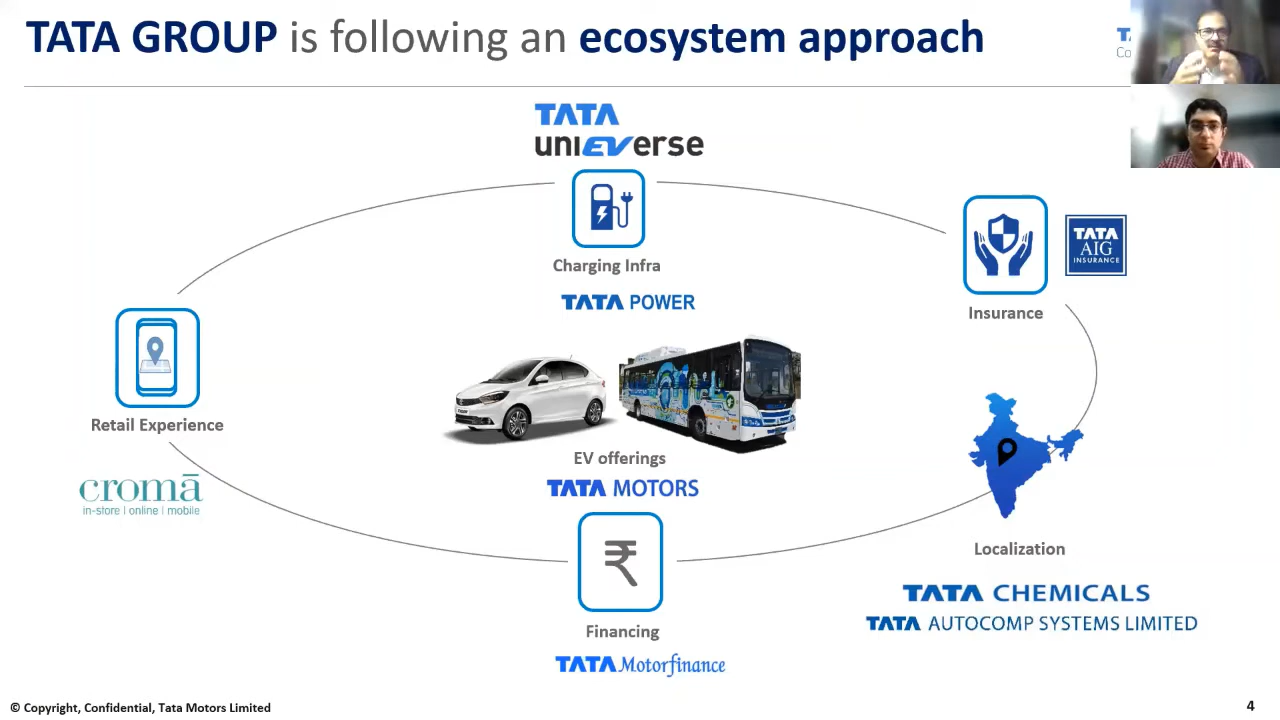 TATA GROUP is following an ecosystem approach
TATA
uniEVerse
Charging Infra
TATA POWER
Insurance
TATA
AIG
INSURANCE
Retail Experience
cromā
in-store | online | mobile
EV offerings
TATA MOTORS
Localization
TATA CHEMICALS
TATA AUTOCOMP SYSTEMS LIMITED
₹
Financing
TATA Motorfinance
© Copyright, Confidential, Tata Motors Limited
4